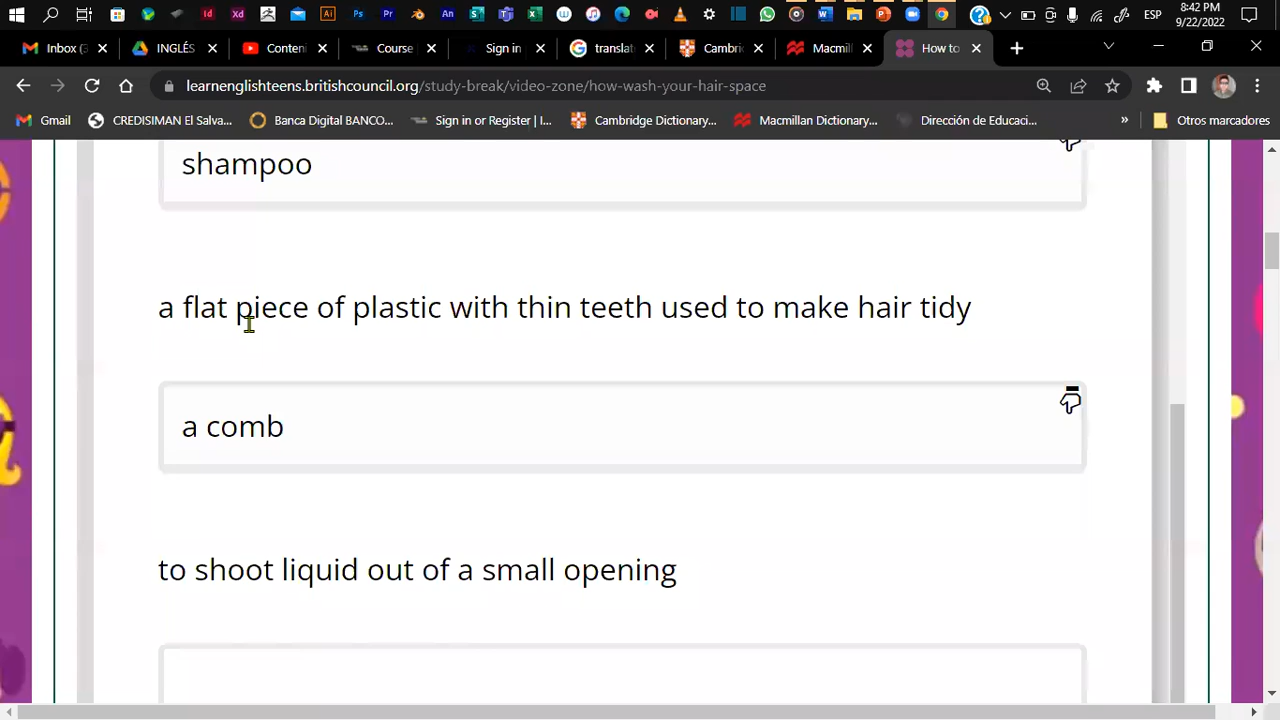 8:42 PM
ESP
9/22/2022
Inbox (3
INGLÉS
Conteni
Course
Sign in
translat
Cambri
Macmill
How to
learnenglishteens.britishcouncil.org/study-break/video-zone/how-wash-your-hair-space
Gmail
CREDISIMAN El Salva...
Banca Digital BANCO...
Sign in or Register | I...
Cambridge Dictionary...
Macmillan Dictionary...
Dirección de Educaci...
»
Otros marcadores
shampoo
a flat piece of plastic with thin teeth used to make hair tidy
a comb
to shoot liquid out of a small opening